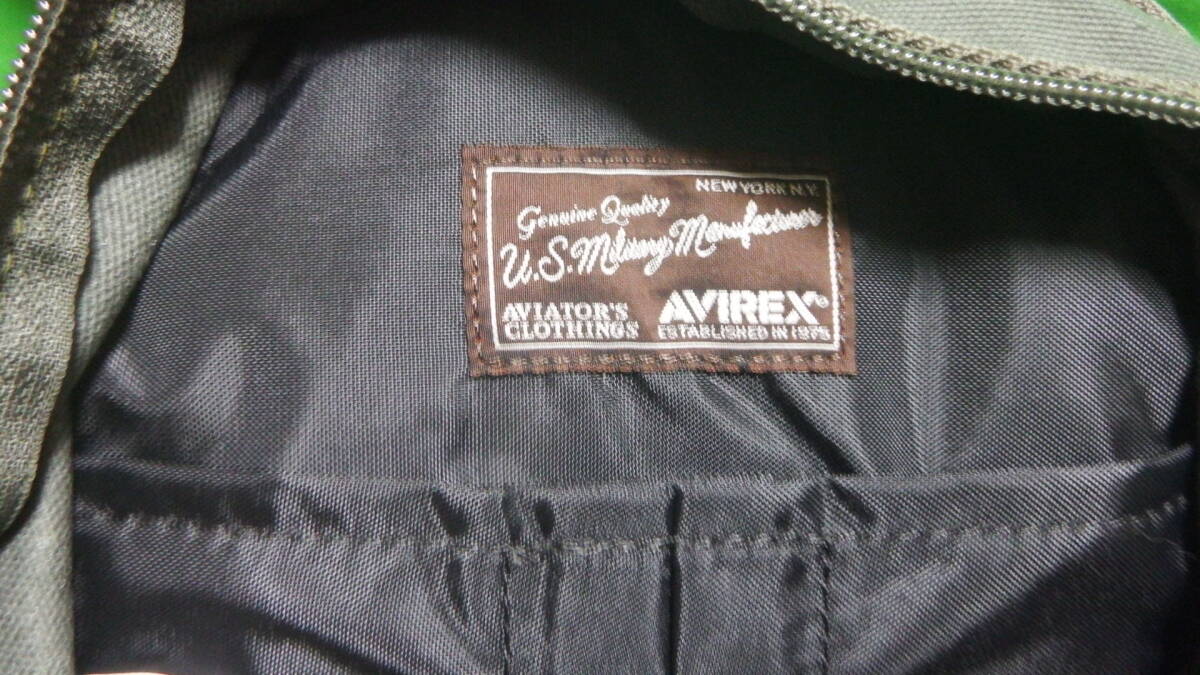 NEW YORK N.Y.
Genuine Quality
U.S. Military Manufacturer
AVIATOR'S
CLOTHINGS
AVIREX®
ESTABLISHED IN 1975